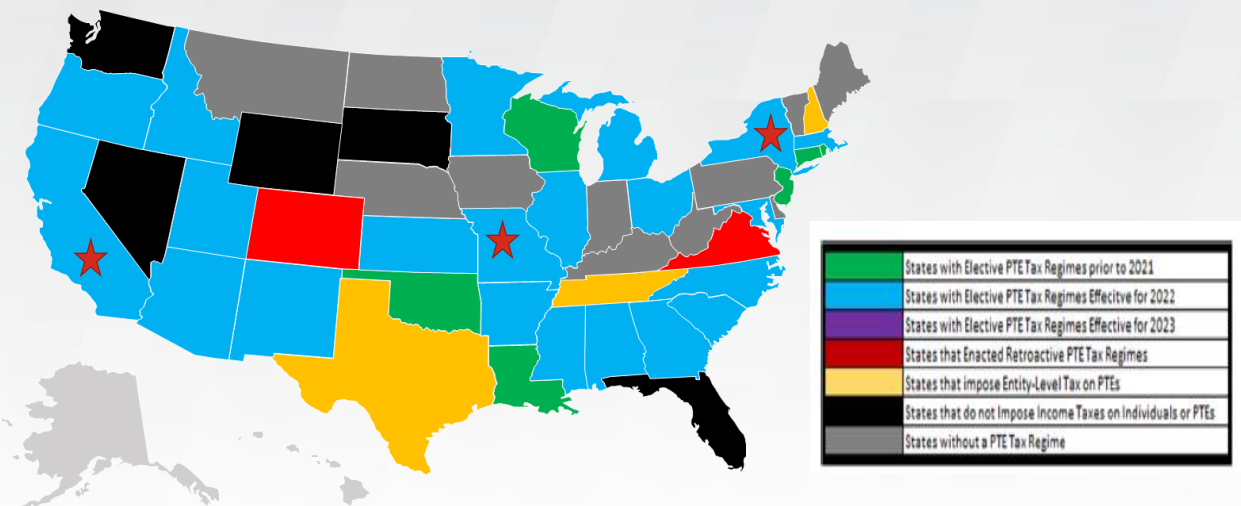 States with Elective PTE Tax Regimes prior to 2021
States with Elective PTE Tax Regimes Effecitve for 2022
States with Elective PTE Tax Regimes Effective for 2023
States that Enacted Retroactive PTE Tax Regimes
States that impose Entity-Level Tax on PTEs
States that do not Impose Income Taxes on Individuals or PTEs
States without a PTE Tax Regime